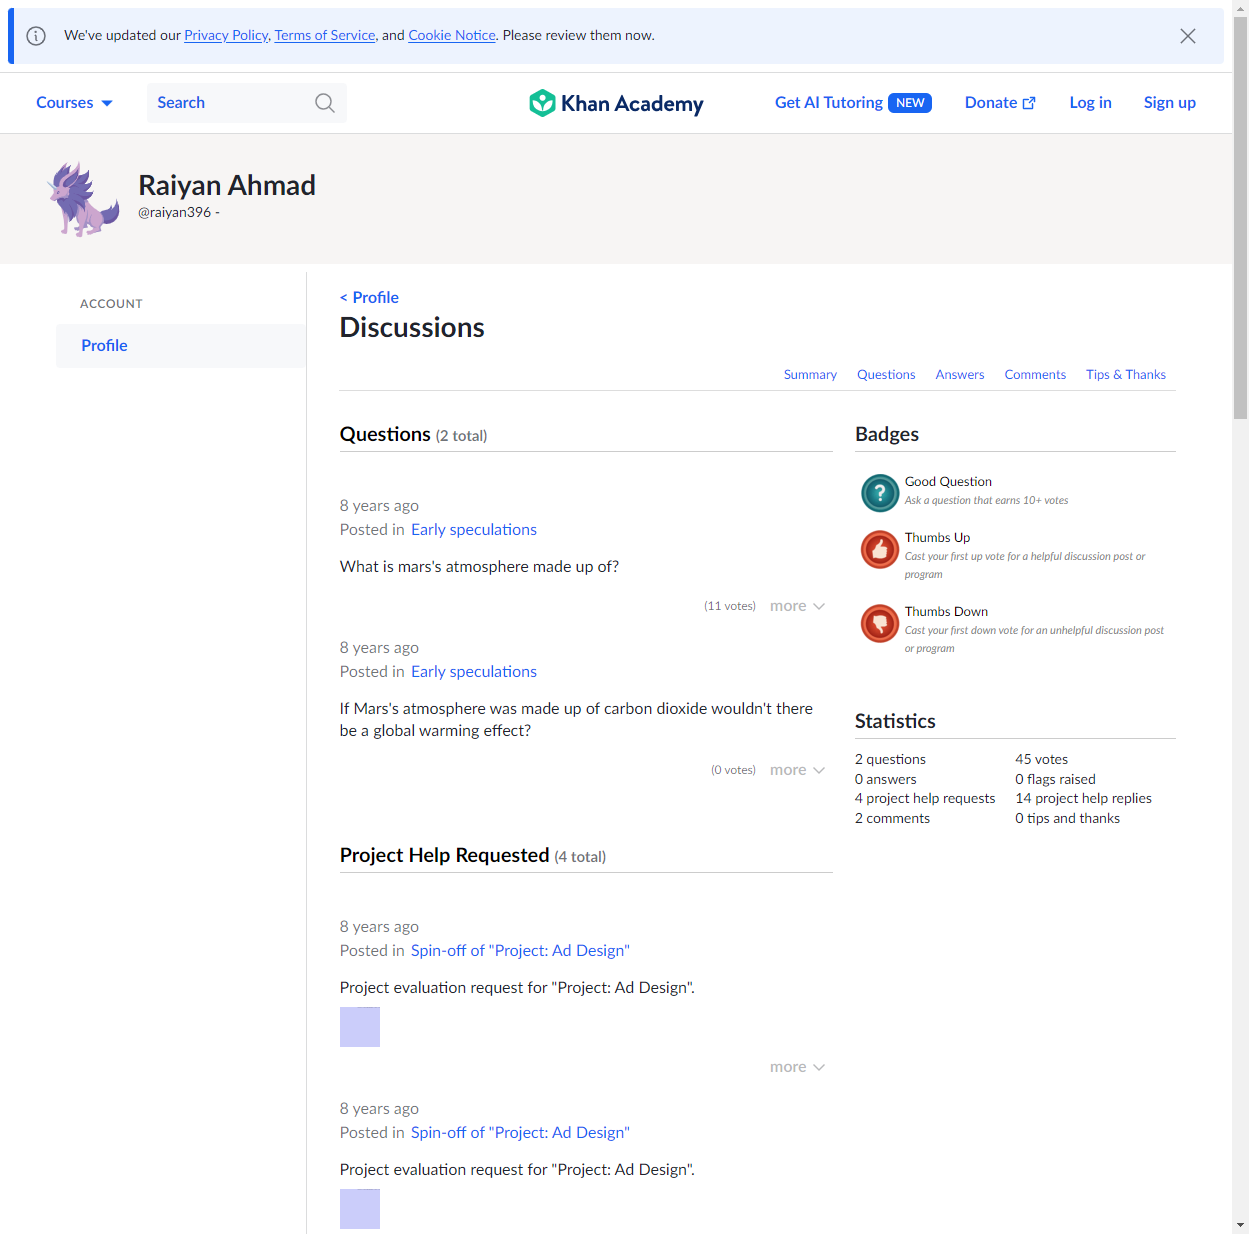 We've updated our Privacy Policy, Terms of Service, and Cookie Notice. Please review them now.
Courses
Search
Khan Academy
Get AI Tutoring NEW
Donate
Log in
Sign up
Raiyan Ahmad
@raiyan396 -
ACCOUNT
Profile
< Profile
Discussions
Summary Questions Answers Comments Tips & Thanks
Questions (2 total)
8 years ago
Posted in Early speculations
What is mars's atmosphere made up of?
(11 votes) more
8 years ago
Posted in Early speculations
If Mars's atmosphere was made up of carbon dioxide wouldn't there
be a global warming effect?
(0 votes) more
Project Help Requested (4 total)
8 years ago
Posted in Spin-off of "Project: Ad Design"
Project evaluation request for "Project: Ad Design".
more
8 years ago
Posted in Spin-off of "Project: Ad Design"
Project evaluation request for "Project: Ad Design".
Badges
?
Good Question
Ask a question that earns 10+ votes
Thumbs Up
Cast your first up vote for a helpful discussion post or
program
Thumbs Down
Cast your first down vote for an unhelpful discussion post
or program
Statistics
2 questions
0 answers
4 project help requests
2 comments
45 votes
0 flags raised
14 project help replies
0 tips and thanks